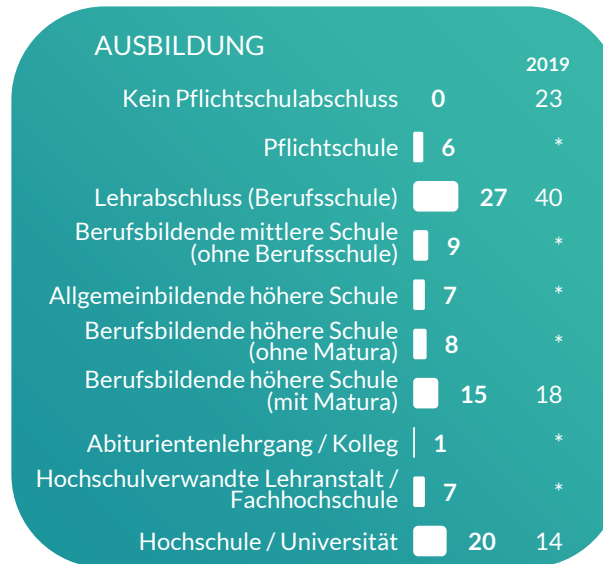 AUSBILDUNG
2019
Kein Pflichtschulabschluss 0 23
Pflichtschule 6 *
Lehrabschluss (Berufsschule) 27 40
Berufsbildende mittlere Schule
(ohne Berufsschule) 9 *
Allgemeinbildende höhere Schule 7 *
Berufsbildende höhere Schule
(ohne Matura) 8 *
Berufsbildende höhere Schule
(mit Matura) 15 18
Abiturientenlehrgang / Kolleg 1 *
Hochschulverwandte Lehranstalt /
Fachhochschule 7 *
Hochschule / Universität 20 14